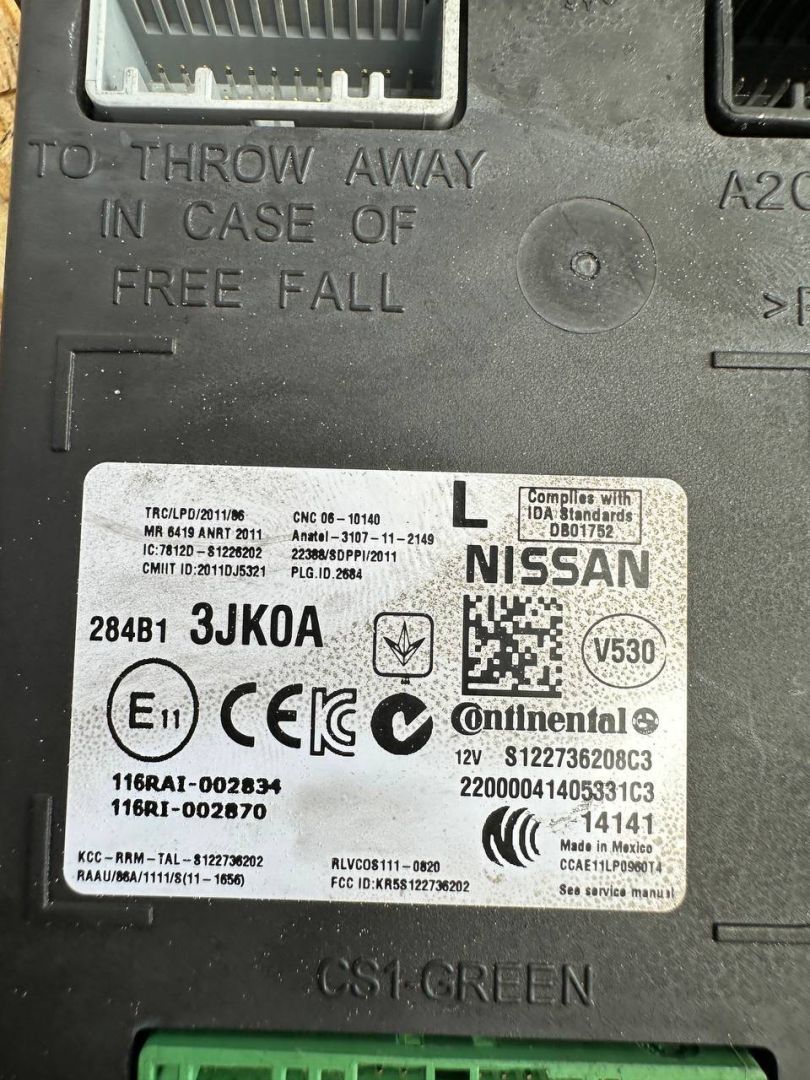 TO THROW AWAY
IN CASE OF
FREE FALL
A2C
TRC/LPD/2011/86
MR 6419 ANRT 2011
IC:7812D-S1226202
CMIIT ID:2011DJ5321
CNC 06-10140
Anatel-3107-11-2149
22388/SDPPI/2011
PLG.ID.2684
L
Complies with
IDA Standards
DB01752
NISSAN
284B1 3JK0A
V530
E11
CE
KC
Continental
12V S122736208C3
22000041405331C3
116RAI-002834
116RI-002870
14141
Made in Mexico
CCAE11LP0960T4
See service manual
KCC-RRM-TAL-S122736202
RAAU/86A/1111/S(11-1656)
RLVCOS111-0820
FCC ID:KR5S122736202
CS1-GREEN